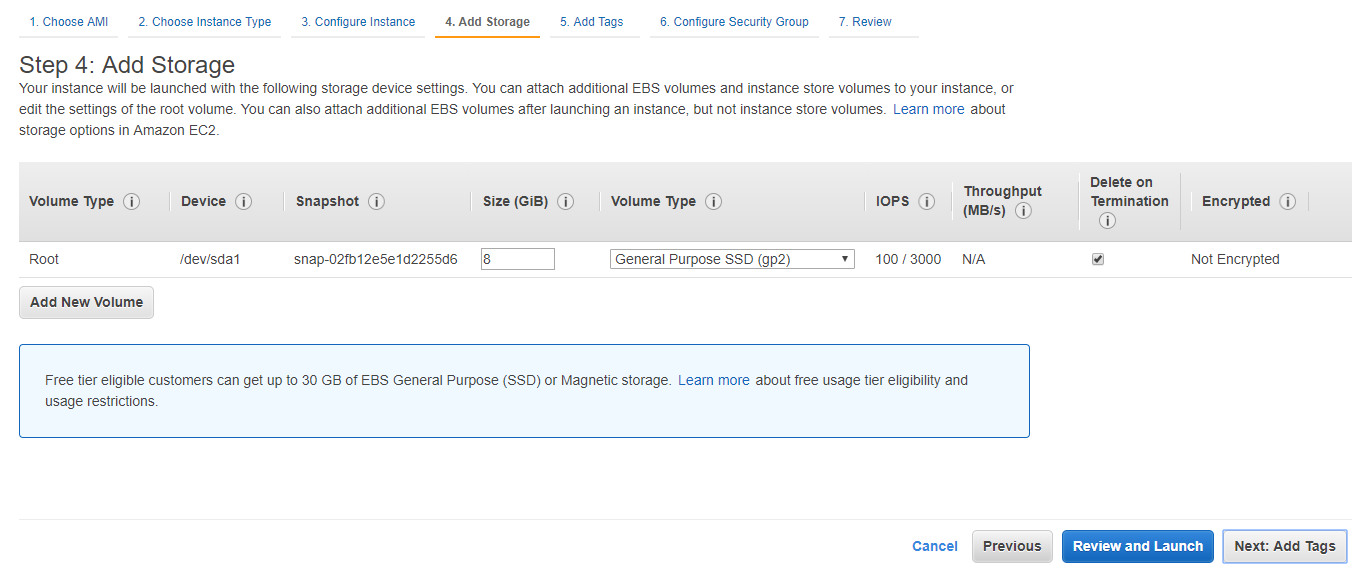 1. Choose AMI 2. Choose Instance Type 3. Configure Instance 4. Add Storage 5. Add Tags 6. Configure Security Group 7. Review
Step 4: Add Storage
Your instance will be launched with the following storage device settings. You can attach additional EBS volumes and instance store volumes to your instance, or
edit the settings of the root volume. You can also attach additional EBS volumes after launching an instance, but not instance store volumes. Learn more about
storage options in Amazon EC2.
Volume Type i Device i Snapshot i Size (GiB) i Volume Type i IOPS i Throughput (MB/s) i Delete on Termination i Encrypted i
Root /dev/sda1 snap-02fb12e5e1d2255d6 8 General Purpose SSD (gp2) 100 / 3000 N/A Not Encrypted
Add New Volume
Free tier eligible customers can get up to 30 GB of EBS General Purpose (SSD) or Magnetic storage. Learn more about free usage tier eligibility and
usage restrictions.
Cancel Previous Review and Launch Next: Add Tags